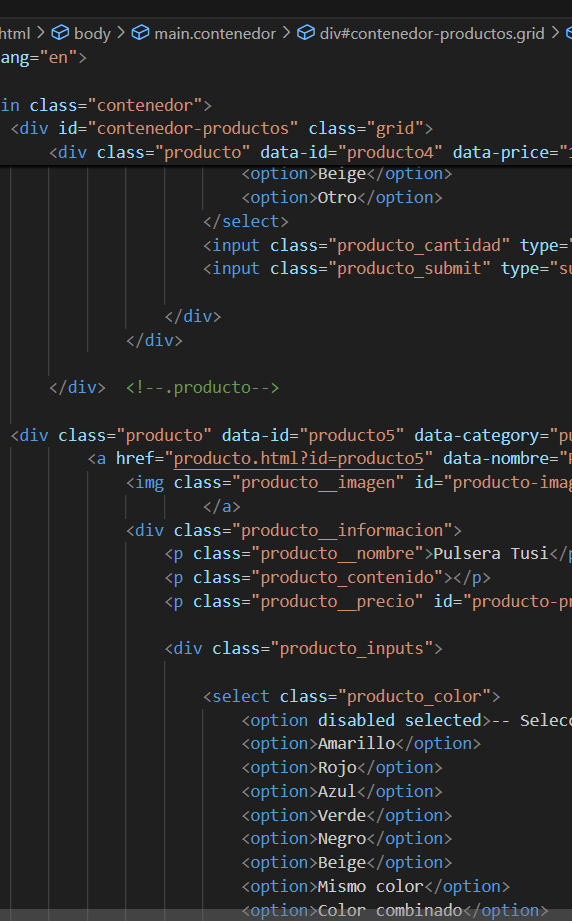 html > body > main.contenedor > div#contenedor-productos.grid >
ang="en">
in class="contenedor">
<div id="contenedor-productos" class="grid">
<div class="producto" data-id="producto4" data-price="
<option>Beige</option>
<option>Otro</option>
</select>
<input class="producto_cantidad" type="
<input class="producto_submit" type="su
</div>
</div>
</div> <!--.producto-->
<div class="producto" data-id="producto5" data-category="pu
<a href="producto.html?id=producto5" data-nombre="P
<img class="producto__imagen" id="producto-imag
</a>
<div class="producto__informacion">
<p class="producto__nombre">Pulsera Tusi</p
<p class="producto_contenido"></p>
<p class="producto__precio" id="producto-pr
<div class="producto_inputs">
<select class="producto_color">
<option disabled selected>-- Selecc
<option>Amarillo</option>
<option>Rojo</option>
<option>Azul</option>
<option>Verde</option>
<option>Negro</option>
<option>Beige</option>
<option>Mismo color</option>
<option>Color combinado</option>